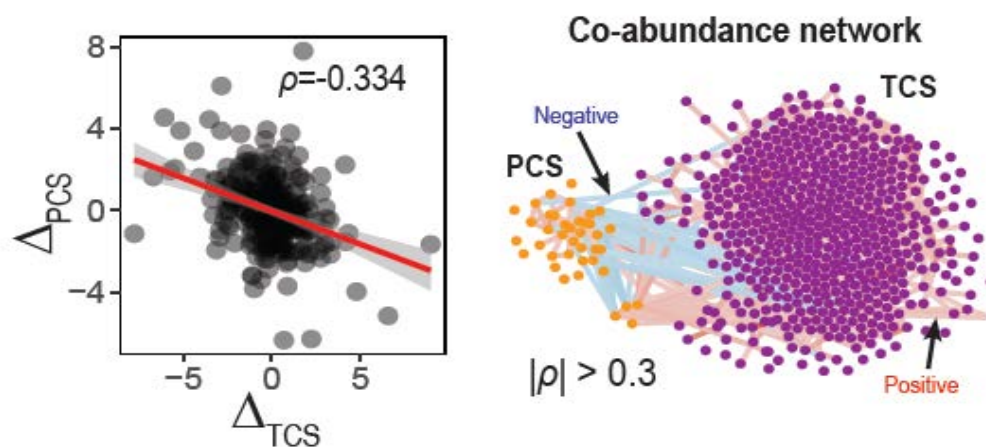 8
4
0
−4
Δ_PCS
ρ=-0.334
−5
0
5
Δ_TCS
Co-abundance network
TCS
Negative
PCS
|ρ| > 0.3
Positive